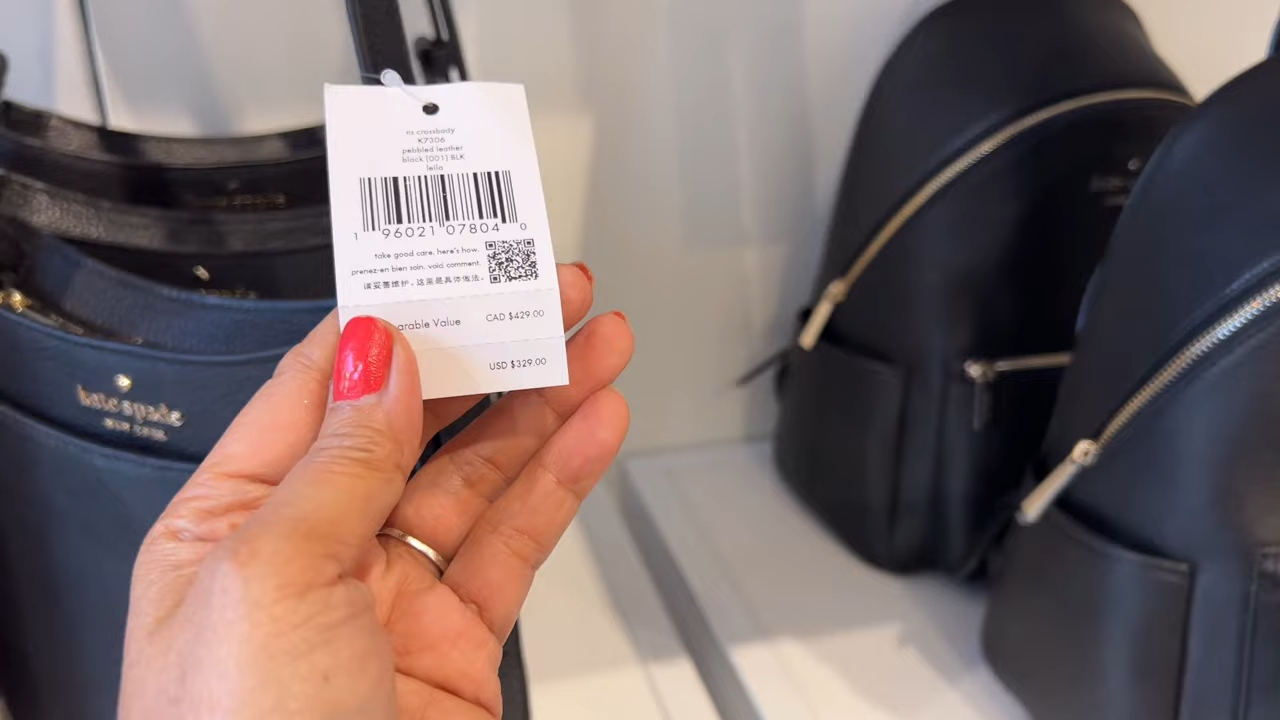 ns crossbody
K7306
pebbled leather
black (001) BLK
leila
1 96021 07804 0
take good care. here's how.
prenez-en bien soin. voici comment.
请妥善维护。这里是具体做法。
arable Value CAD $429.00
USD $329.00
kate spade
NEW YORK